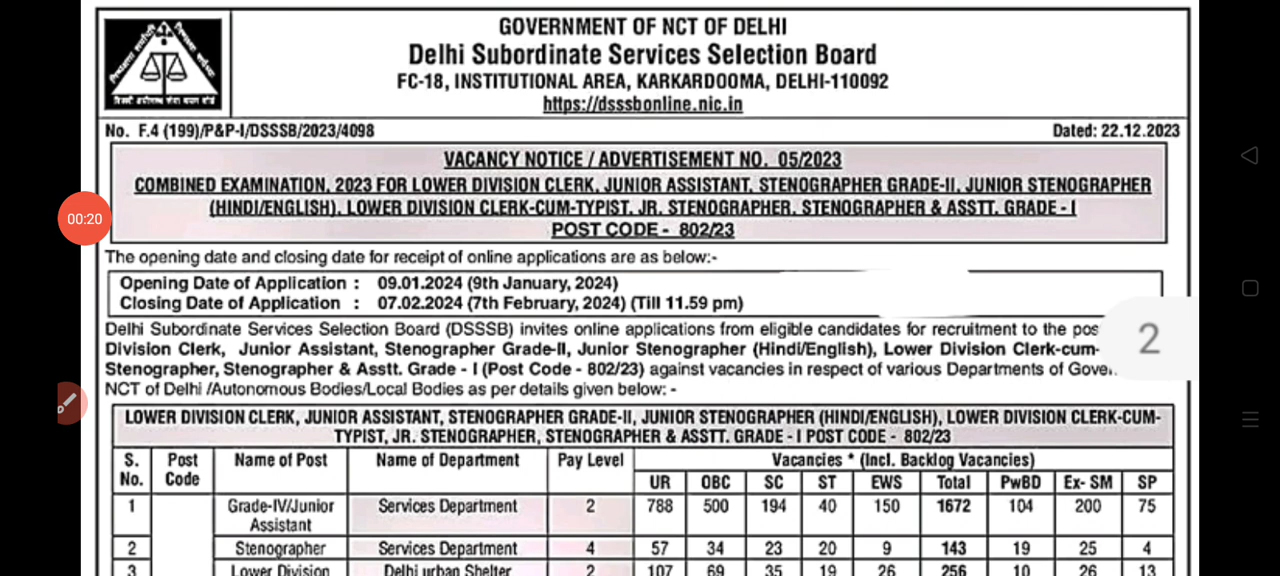 GOVERNMENT OF NCT OF DELHI
Delhi Subordinate Services Selection Board
FC-18, INSTITUTIONAL AREA, KARKARDOOMA, DELHI-110092
https://dsssbonline.nic.in
No. F.4 (199)/P&P-I/DSSSB/2023/4098 Dated: 22.12.2023
VACANCY NOTICE / ADVERTISEMENT NO. 05/2023
COMBINED EXAMINATION, 2023 FOR LOWER DIVISION CLERK, JUNIOR ASSISTANT, STENOGRAPHER GRADE-II, JUNIOR STENOGRAPHER
(HINDI/ENGLISH), LOWER DIVISION CLERK-CUM-TYPIST, JR. STENOGRAPHER, STENOGRAPHER & ASSTT. GRADE - I
POST CODE - 802/23
00:20
The opening date and closing date for receipt of online applications are as below:-
Opening Date of Application : 09.01.2024 (9th January, 2024)
Closing Date of Application : 07.02.2024 (7th February, 2024) (Till 11.59 pm)
2
Delhi Subordinate Services Selection Board (DSSSB) invites online applications from eligible candidates for recruitment to the pos
Division Clerk, Junior Assistant, Stenographer Grade-II, Junior Stenographer (Hindi/English), Lower Division Clerk-cum-
Stenographer, Stenographer & Asstt. Grade - I (Post Code - 802/23) against vacancies in respect of various Departments of Gove
NCT of Delhi /Autonomous Bodies/Local Bodies as per details given below: -
LOWER DIVISION CLERK, JUNIOR ASSISTANT, STENOGRAPHER GRADE-II, JUNIOR STENOGRAPHER (HINDI/ENGLISH), LOWER DIVISION CLERK-CUM-
TYPIST, JR. STENOGRAPHER, STENOGRAPHER & ASSTT. GRADE - I POST CODE - 802/23
S. No. Post Code Name of Post Name of Department Pay Level Vacancies * (Incl. Backlog Vacancies)
UR OBC SC ST EWS Total PwBD Ex- SM SP
1 Grade-IV/Junior Assistant Services Department 2 788 500 194 40 150 1672 104 200 75
2 Stenographer Services Department 4 57 34 23 20 9 143 19 25 4
3 Lower Division Delhi urban Shelter 2 107 69 35 19 26 256 10 26 13